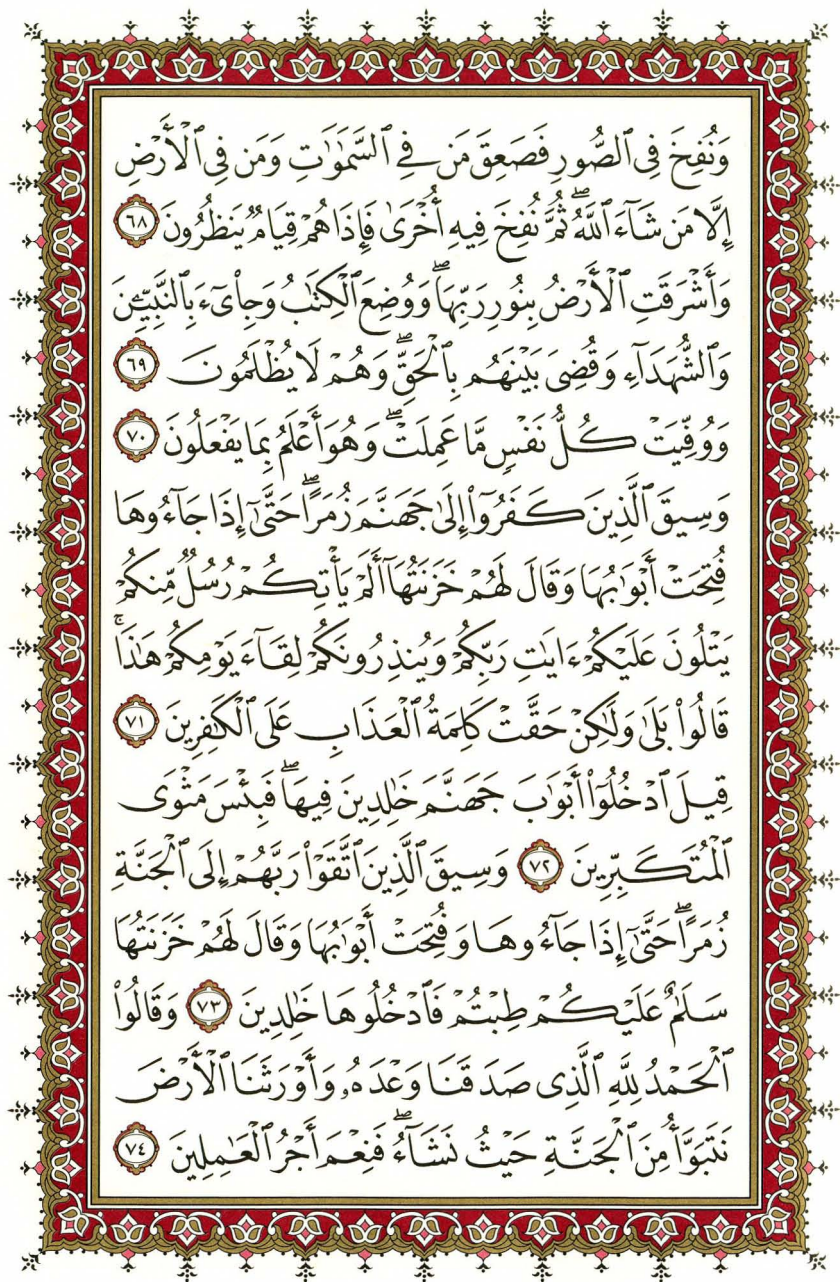 وَنُفِخَ فِى ٱلصُّورِ فَصَعِقَ مَن فِى ٱلسَّمَٰوَٰتِ وَمَن فِى ٱلْأَرْضِ
إِلَّا مَن شَآءَ ٱللَّهُۖ ثُمَّ نُفِخَ فِيهِ أُخْرَىٰ فَإِذَا هُمْ قِيَامٌ يَنظُرُونَ ٦٨
وَأَشْرَقَتِ ٱلْأَرْضُ بِنُورِ رَبِّهَاۖ وَوُضِعَ ٱلْكِتَٰبُ وَجِا۟ىٓءَ بِٱلنَّبِيِّـۧنَ
وَٱلشُّهَدَآءِ وَقُضِىَ بَيْنَهُم بِٱلْحَقِّۖ وَهُمْ لَا يُظْلَمُونَ ٦٩
وَوُفِّيَتْ كُلُّ نَفْسٍ مَّا عَمِلَتْۖ وَهُوَ أَعْلَمُ بِمَا يَفْعَلُونَ ٧٠
وَسِيقَ ٱلَّذِينَ كَفَرُوٓا۟ إِلَىٰ جَهَنَّمَ زُمَرًاۖ حَتَّىٰٓ إِذَا جَآءُوهَا
فُتِحَتْ أَبْوَٰبُهَا وَقَالَ لَهُمْ خَزَنَتُهَآ أَلَمْ يَأْتِكُمْ رُسُلٌ مِّنكُمْ
يَتْلُونَ عَلَيْكُمْ ءَايَٰتِ رَبِّكُمْ وَيُنذِرُونَكُمْ لِقَآءَ يَوْمِكُمْ هَٰذَاۚ
قَالُوا۟ بَلَىٰ وَلَٰكِنْ حَقَّتْ كَلِمَةُ ٱلْعَذَابِ عَلَى ٱلْكَٰفِرِينَ ٧١
قِيلَ ٱدْخُلُوٓا۟ أَبْوَٰبَ جَهَنَّمَ خَٰلِدِينَ فِيهَاۖ فَبِئْسَ مَثْوَى
ٱلْمُتَكَبِّرِينَ ٧٢ وَسِيقَ ٱلَّذِينَ ٱتَّقَوْا۟ رَبَّهُمْ إِلَى ٱلْجَنَّةِ
زُمَرًاۖ حَتَّىٰٓ إِذَا جَآءُوهَا وَفُتِحَتْ أَبْوَٰبُهَا وَقَالَ لَهُمْ خَزَنَتُهَا
سَلَٰمٌ عَلَيْكُمْ طِبْتُمْ فَٱدْخُلُوهَا خَٰلِدِينَ ٧٣ وَقَالُوا۟
ٱلْحَمْدُ لِلَّهِ ٱلَّذِى صَدَقَنَا وَعْدَهُۥ وَأَوْرَثَنَا ٱلْأَرْضَ
نَتَبَوَّأُ مِنَ ٱلْجَنَّةِ حَيْثُ نَشَآءُۖ فَنِعْمَ أَجْرُ ٱلْعَٰمِلِينَ ٧٤